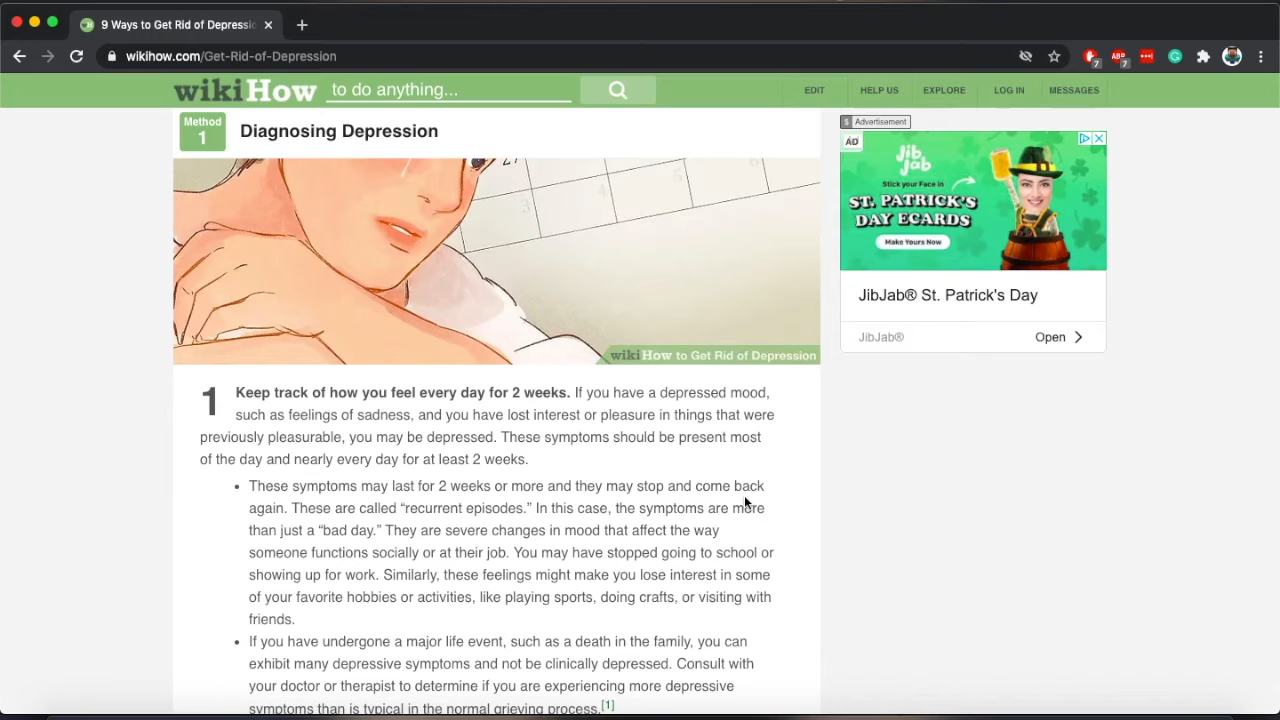 9 Ways to Get Rid of Depressi
wikihow.com/Get-Rid-of-Depression
7
ABP
7
wikiHow
to do anything...
EDIT
HELP US
EXPLORE
LOG IN
MESSAGES
Method
1
Diagnosing Depression
27
3
4
5
6
wikiHow to Get Rid of Depression
1
Keep track of how you feel every day for 2 weeks. If you have a depressed mood,
such as feelings of sadness, and you have lost interest or pleasure in things that were
previously pleasurable, you may be depressed. These symptoms should be present most
of the day and nearly every day for at least 2 weeks.
• These symptoms may last for 2 weeks or more and they may stop and come back
again. These are called “recurrent episodes.” In this case, the symptoms are more
than just a “bad day.” They are severe changes in mood that affect the way
someone functions socially or at their job. You may have stopped going to school or
showing up for work. Similarly, these feelings might make you lose interest in some
of your favorite hobbies or activities, like playing sports, doing crafts, or visiting with
friends.
• If you have undergone a major life event, such as a death in the family, you can
exhibit many depressive symptoms and not be clinically depressed. Consult with
your doctor or therapist to determine if you are experiencing more depressive
symptoms than is typical in the normal grieving process.[1]
$ Advertisement
AD
Jib
Jab
Stick your Face in
ST. PATRICK'S
DAY ECARDS
Make Yours Now
JibJab® St. Patrick's Day
JibJab®
Open